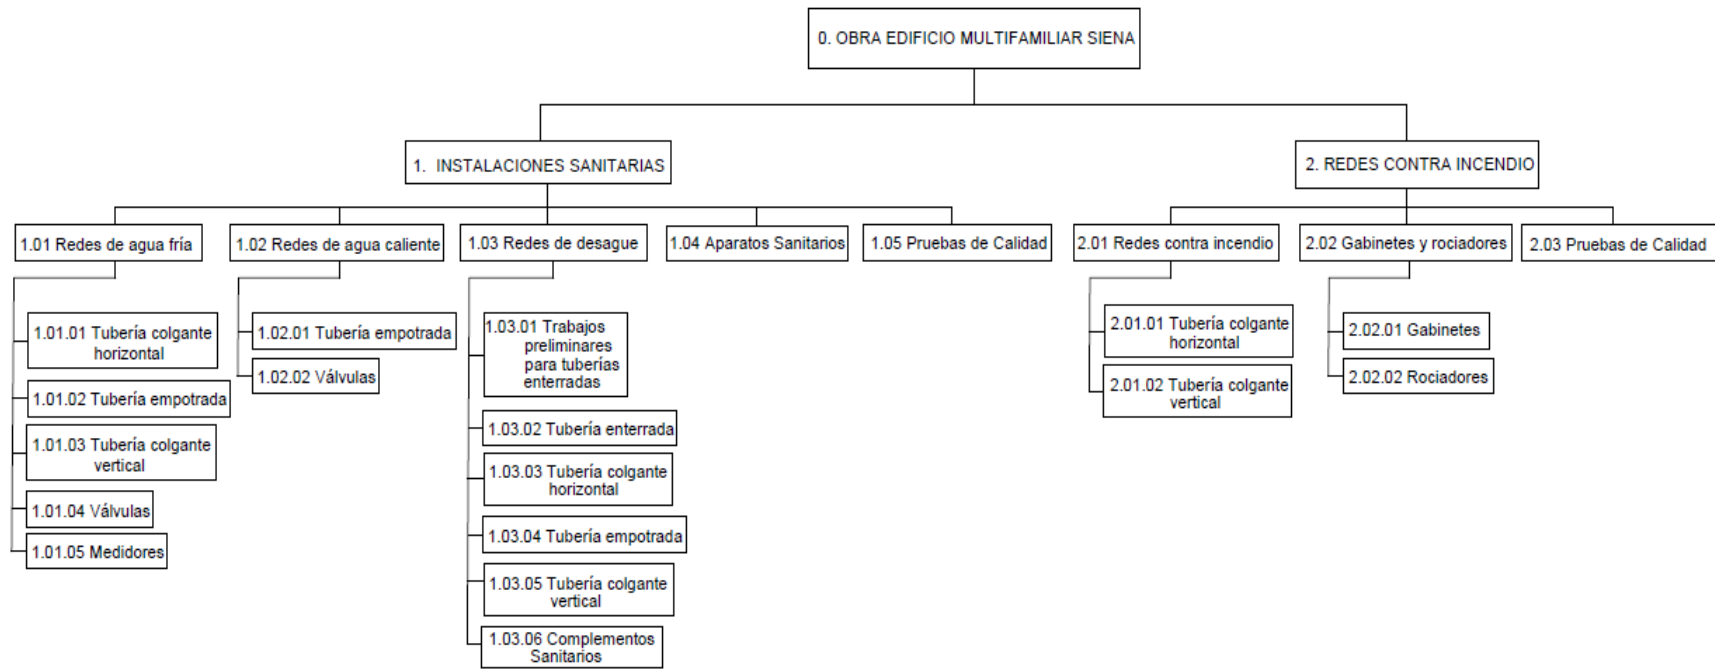 0. OBRA EDIFICIO MULTIFAMILIAR SIENA
1. INSTALACIONES SANITARIAS
2. REDES CONTRA INCENDIO
1.01 Redes de agua fría
1.02 Redes de agua caliente
1.03 Redes de desague
1.04 Aparatos Sanitarios
1.05 Pruebas de Calidad
2.01 Redes contra incendio
2.02 Gabinetes y rociadores
2.03 Pruebas de Calidad
1.01.01 Tubería colgante
horizontal
1.01.02 Tubería empotrada
1.01.03 Tubería colgante
vertical
1.01.04 Válvulas
1.01.05 Medidores
1.02.01 Tubería empotrada
1.02.02 Válvulas
1.03.01 Trabajos
preliminares
para tuberías
enterradas
1.03.02 Tubería enterrada
1.03.03 Tubería colgante
horizontal
1.03.04 Tubería empotrada
1.03.05 Tubería colgante
vertical
1.03.06 Complementos
Sanitarios
2.01.01 Tubería colgante
horizontal
2.01.02 Tubería colgante
vertical
2.02.01 Gabinetes
2.02.02 Rociadores